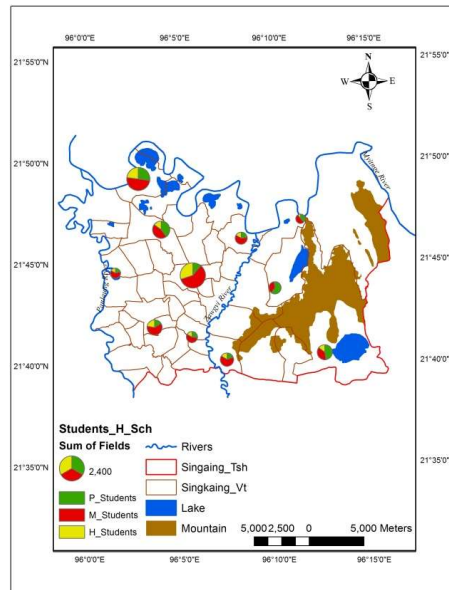 96°0'0"E 96°5'0"E 96°10'0"E 96°15'0"E
21°55'0"N 21°55'0"N
N
W E
S
21°50'0"N 21°50'0"N
Myitnge River
21°45'0"N 21°45'0"N
Zawgyi River
21°40'0"N 21°40'0"N
Students_H_Sch
Sum of Fields
2,400
P_Students
M_Students
H_Students
Rivers
Singaing_Tsh
Singkaing_Vt
Lake
Mountain
21°35'0"N 21°35'0"N
5,000 2,500 0 5,000 Meters
96°0'0"E 96°5'0"E 96°10'0"E 96°15'0"E